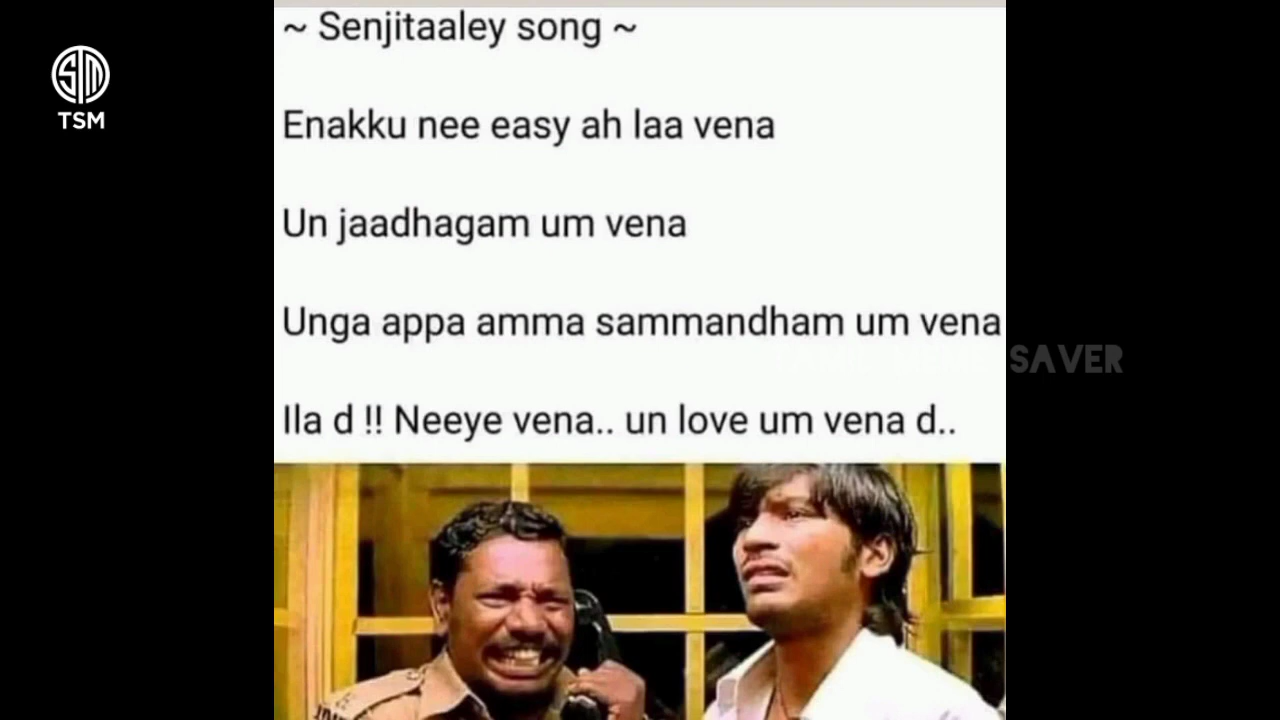 ~ Senjitaaley song ~
TSM
Enakku nee easy ah laa vena
Un jaadhagam um vena
Unga appa amma sammandham um vena
SAVER
Ila d !! Neeye vena.. un love um vena d..